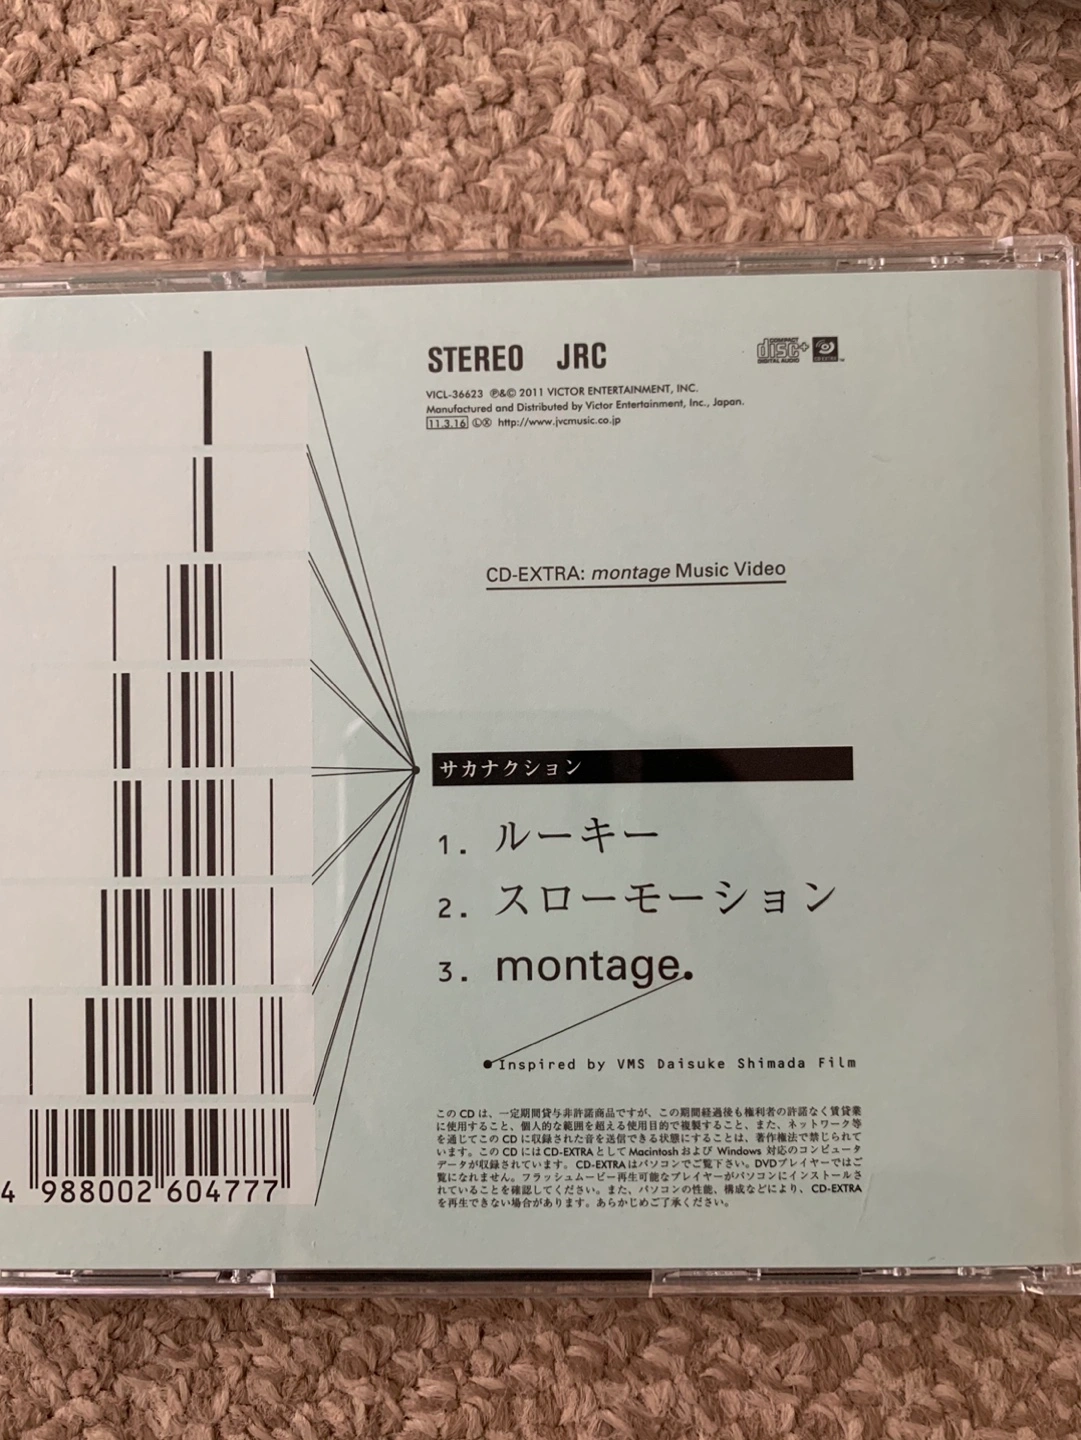 STEREO JRC
COMPACT disc+ DIGITAL AUDIO CD-EXTRA
VICL-36623 Ⓟ&© 2011 VICTOR ENTERTAINMENT, INC.
Manufactured and Distributed by Victor Entertainment, Inc., Japan.
11.3.16 Ⓛ http://www.jvcmusic.co.jp
CD-EXTRA: montage Music Video
サカナクション
1. ルーキー
2. スローモーション
3. montage.
Inspired by VMS Daisuke Shimada Film
このCDは、一定期間貸与非許諾商品ですが、この期間経過後も権利者の許諾なく賃貸業
に使用すること、個人的な範囲を超える使用目的で複製すること、また、ネットワーク等
を通じてこのCDに収録された音を送信できる状態にすることは、著作権法で禁じられて
います。このCDにはCD-EXTRAとしてMacintoshおよびWindows 対応のコンピュータ
データが収録されています。CD-EXTRAはパソコンでご覧下さい。DVDプレイヤーではご
覧になれません。フラッシュムービー再生可能なプレイヤーがパソコンにインストールさ
れていることを確認してください。また、パソコンの性能、構成などにより、CD-EXTRA
を再生できない場合があります。あらかじめご了承ください。
4 988002 604777